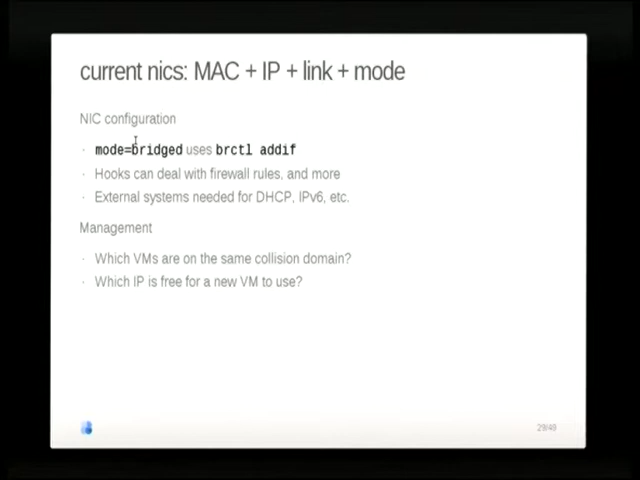 current nics: MAC + IP + link + mode
NIC configuration
· mode=bridged uses brctl addif
· Hooks can deal with firewall rules, and more
· External systems needed for DHCP, IPv6, etc.
Management
· Which VMs are on the same collision domain?
· Which IP is free for a new VM to use?
29/49